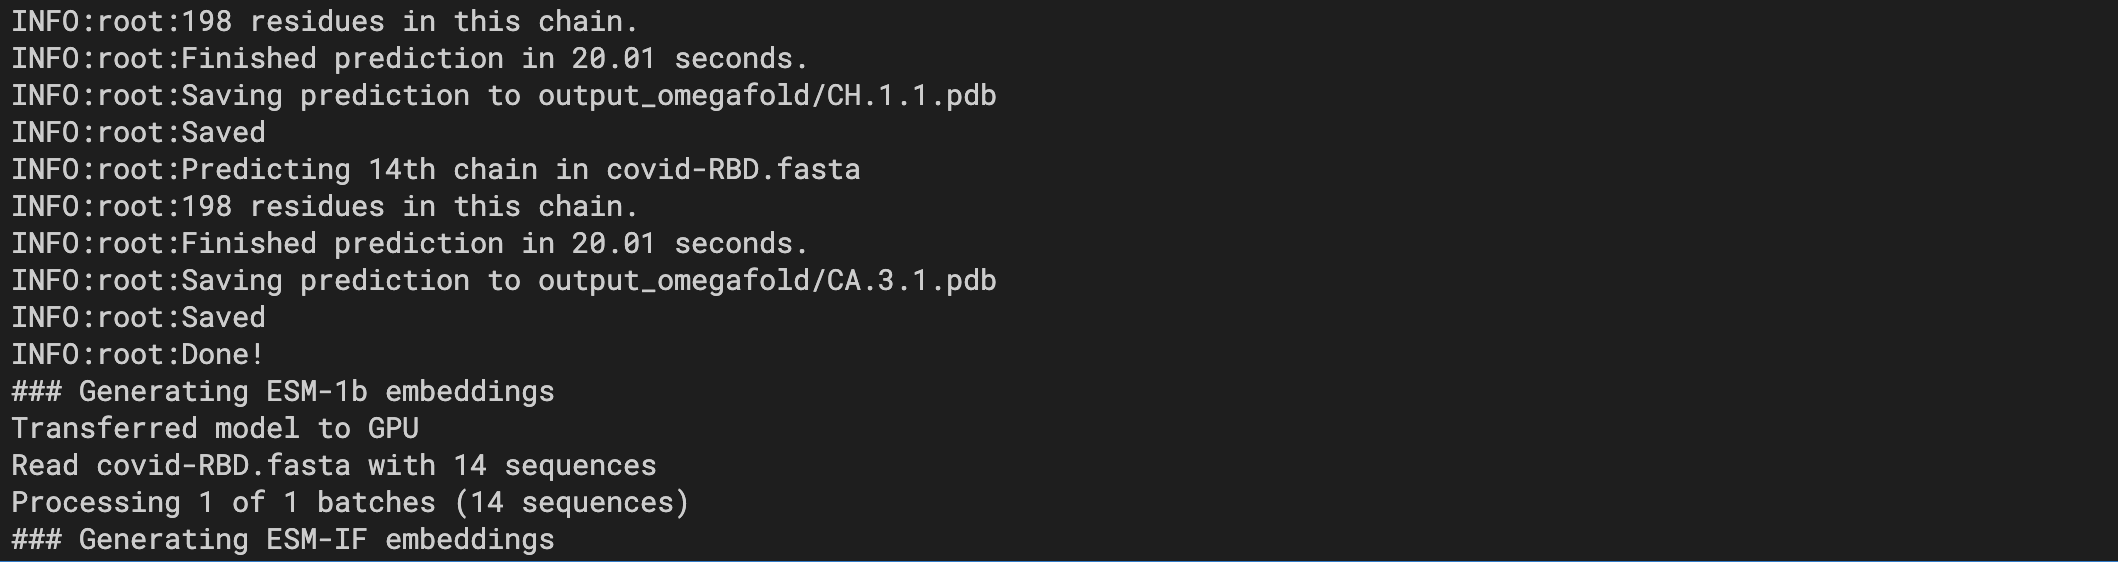 INFO:root:198 residues in this chain.
INFO:root:Finished prediction in 20.01 seconds.
INFO:root:Saving prediction to output_omegafold/CH.1.1.pdb
INFO:root:Saved
INFO:root:Predicting 14th chain in covid-RBD.fasta
INFO:root:198 residues in this chain.
INFO:root:Finished prediction in 20.01 seconds.
INFO:root:Saving prediction to output_omegafold/CA.3.1.pdb
INFO:root:Saved
INFO:root:Done!
### Generating ESM-1b embeddings
Transferred model to GPU
Read covid-RBD.fasta with 14 sequences
Processing 1 of 1 batches (14 sequences)
### Generating ESM-IF embeddings